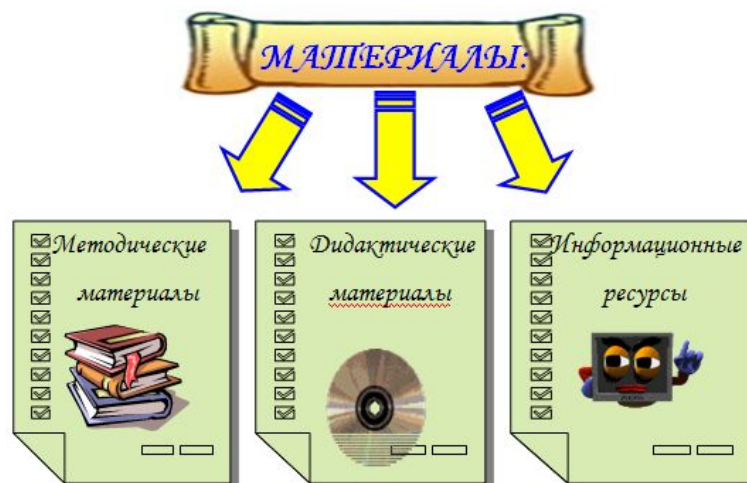 МАТЕРИАЛЫ:
Методические
материалы
Дидактические
материалы
Информационные
ресурсы